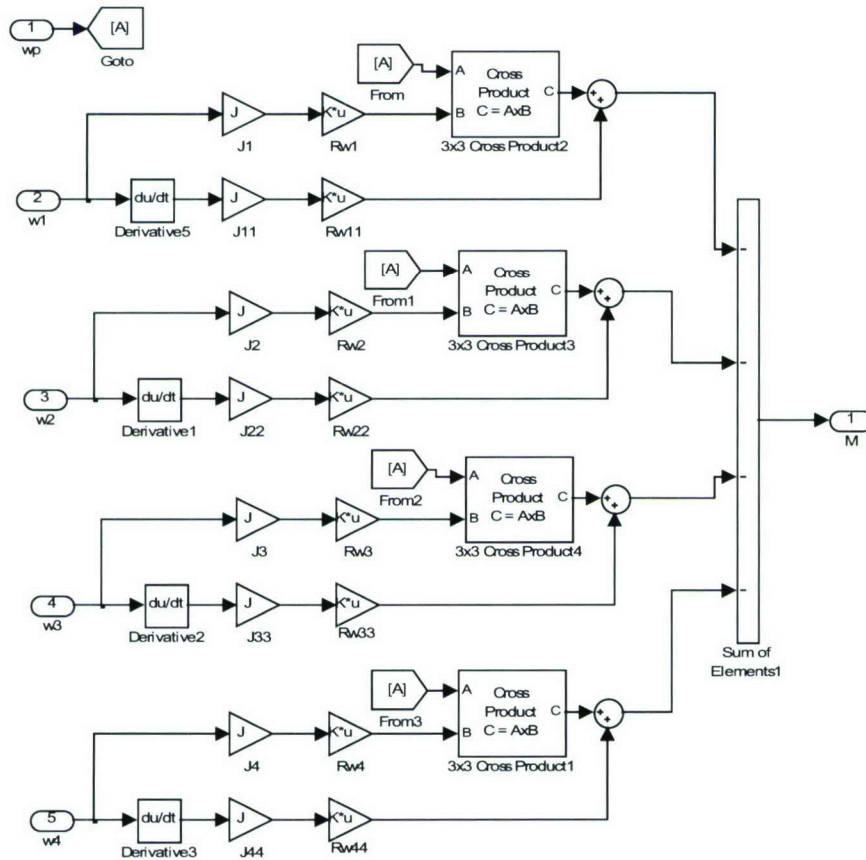 1
wp
[A]
Goto
[A]
From
A
B
Cross
Product
C = AxB
C
3x3 Cross Product2
+
+
J
J1
K*u
Rw1
2
w1
du/dt
Derivative5
J
J11
K*u
Rw11
-
[A]
From1
A
B
Cross
Product
C = AxB
C
3x3 Cross Product3
+
+
J
J2
K*u
Rw2
3
w2
du/dt
Derivative1
J
J22
K*u
Rw22
-
1
M
[A]
From2
A
B
Cross
Product
C = AxB
C
3x3 Cross Product4
+
+
J
J3
K*u
Rw3
-
4
w3
du/dt
Derivative2
J
J33
K*u
Rw33
-
Sum of
Elements1
[A]
From3
A
B
Cross
Product
C = AxB
C
3x3 Cross Product1
+
+
J
J4
K*u
Rw4
5
w4
du/dt
Derivative3
J
J44
K*u
Rw44